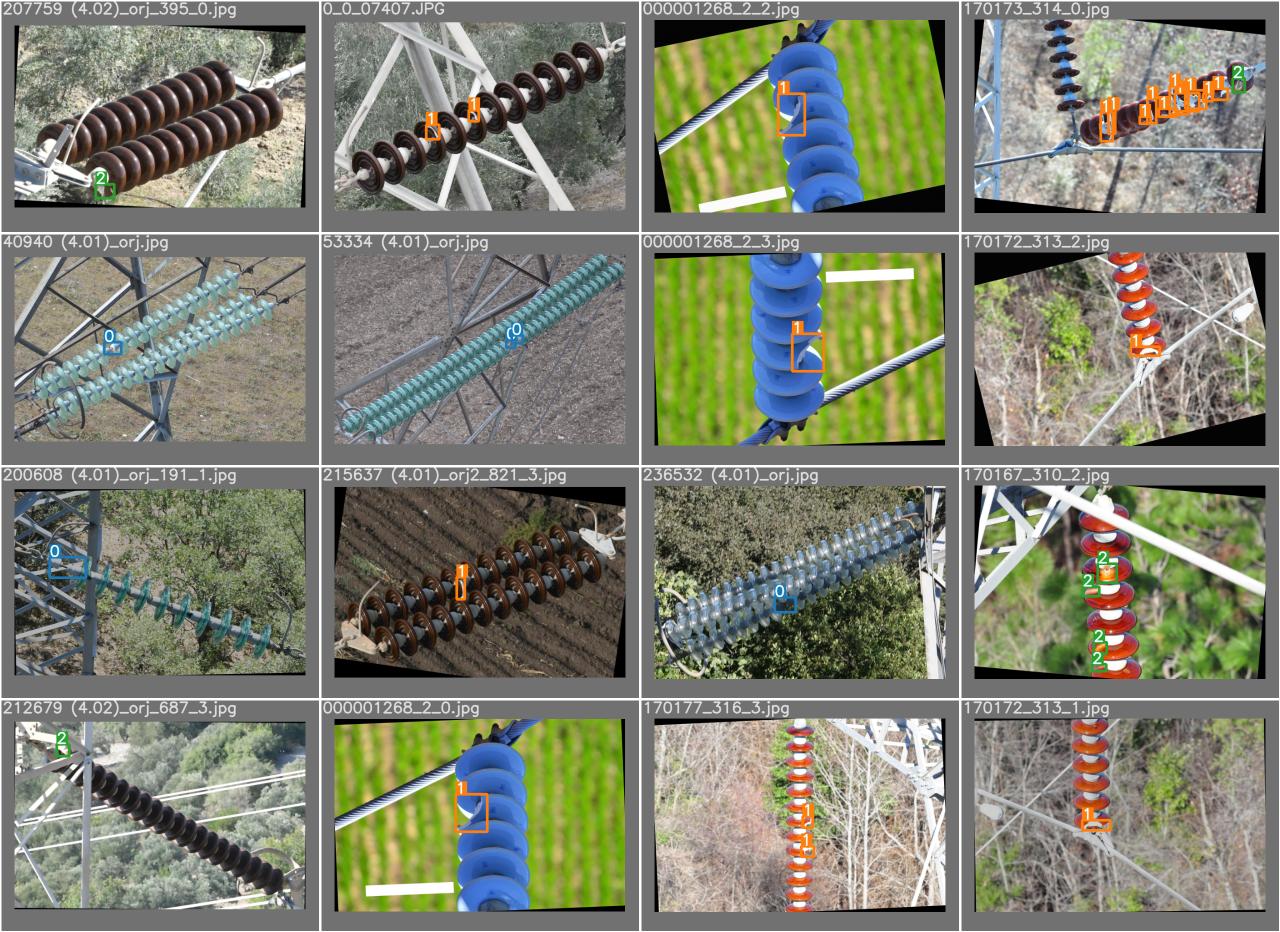 207759 (4.02)_orj_395_0.jpg
2
0_0_07407.JPG
1
1
000001268_2_2.jpg
1
170173_314_0.jpg
1
1
1
1
1
1
2
40940 (4.01)_orj.jpg
0
53334 (4.01)_orj.jpg
0
000001268_2_3.jpg
1
170172_313_2.jpg
1
200608 (4.01)_orj_191_1.jpg
0
215637 (4.01)_orj2_821_3.jpg
1
236532 (4.01)_orj.jpg
0
170167_310_2.jpg
2
2
2
2
212679 (4.02)_orj_687_3.jpg
2
000001268_2_0.jpg
1
170177_316_3.jpg
1
1
170172_313_1.jpg
1